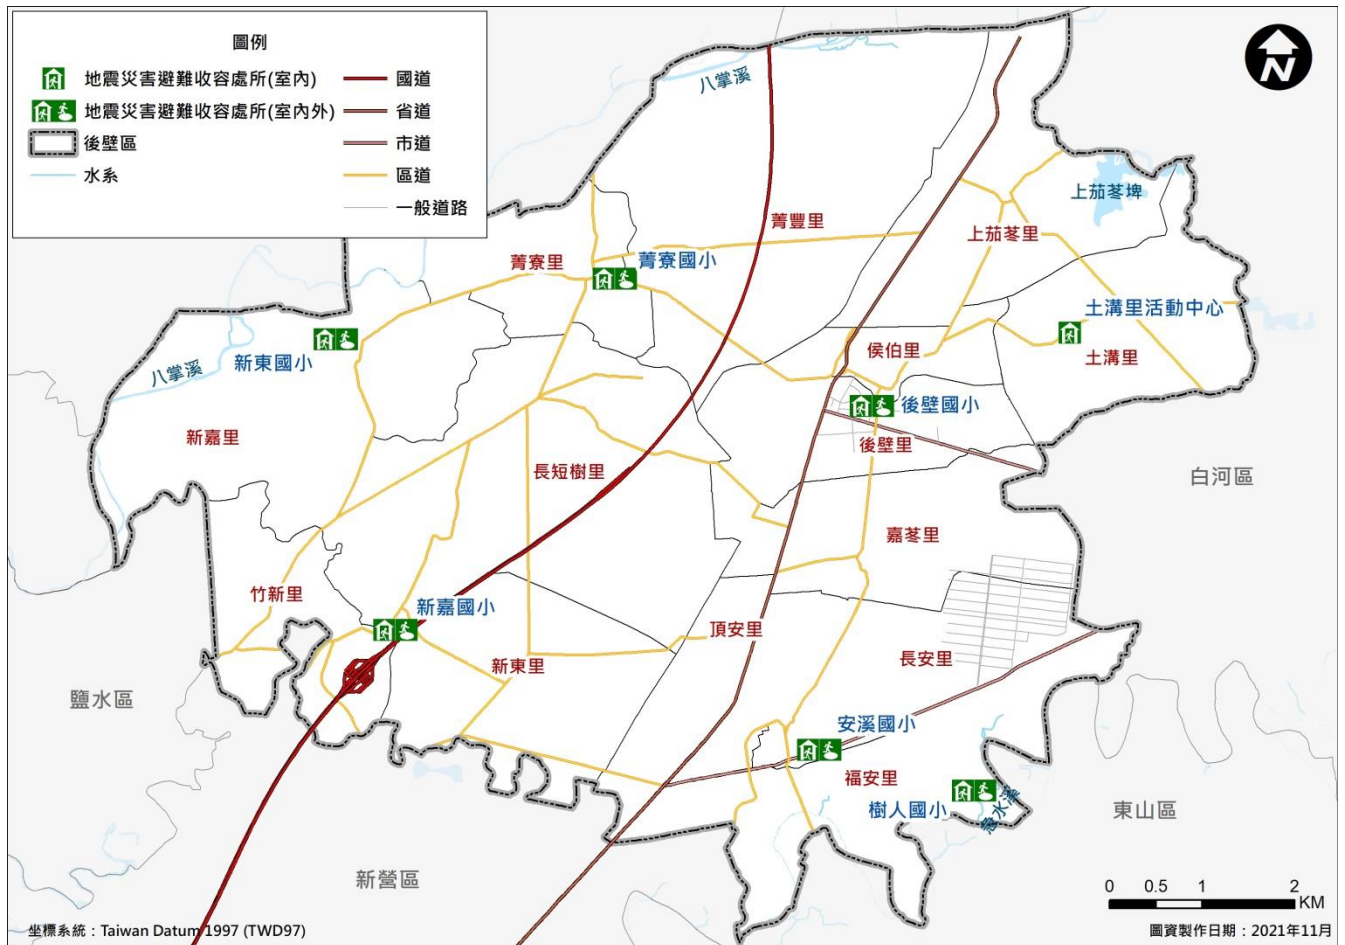 圖例
地震災害避難收容處所(室內)
地震災害避難收容處所(室內外)
後壁區
水系
國道
省道
市道
區道
一般道路
N
八掌溪
上茄苳埤
菁豐里
上茄苳里
菁寮里
菁寮國小
土溝里活動中心
新東國小
侯伯里
土溝里
八掌溪
後壁國小
新嘉里
後壁里
長短樹里
白河區
嘉苳里
竹新里
新嘉國小
頂安里
長安里
新東里
鹽水區
安溪國小
福安里
樹人國小
急水溪
東山區
新營區
0 0.5 1 2
KM
坐標系統：Taiwan Datum 1997 (TWD97)
圖資製作日期：2021年11月